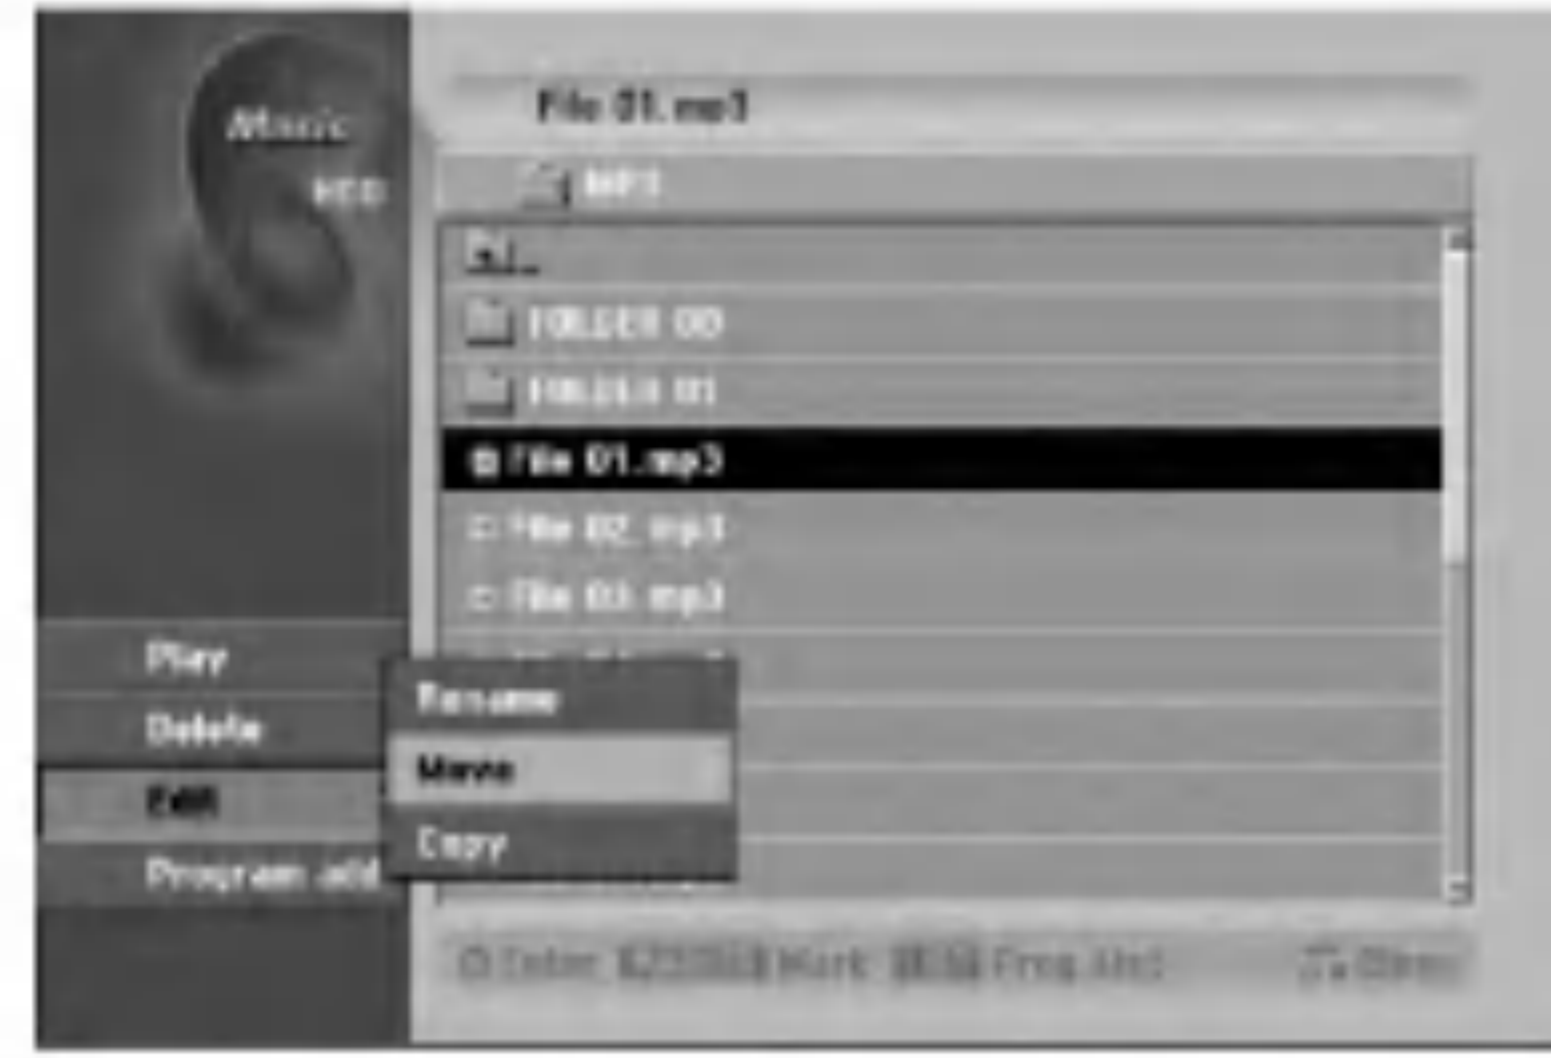 Music
HDD
File 01.mp3
MP3
..
FOLDER 00
FOLDER 01
File 01.mp3
File 02.mp3
File 03.mp3
Play
Delete
Edit
Program add
Rename
Move
Copy
Enter Mark Prog. Close